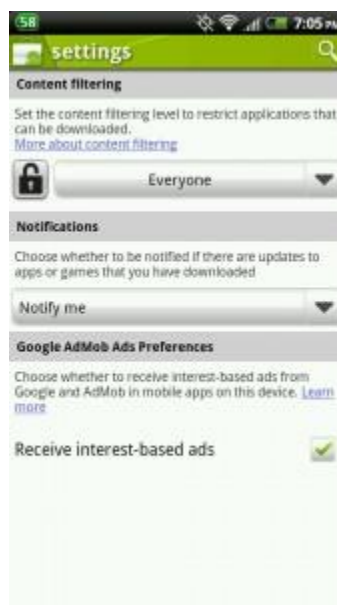 58
7:05 PM
settings
Content filtering
Set the content filtering level to restrict applications that
can be downloaded.
More about content filtering
Everyone
Notifications
Choose whether to be notified if there are updates to
apps or games that you have downloaded
Notify me
Google AdMob Ads Preferences
Choose whether to receive interest-based ads from
Google and AdMob in mobile apps on this device. Learn
more
Receive interest-based ads